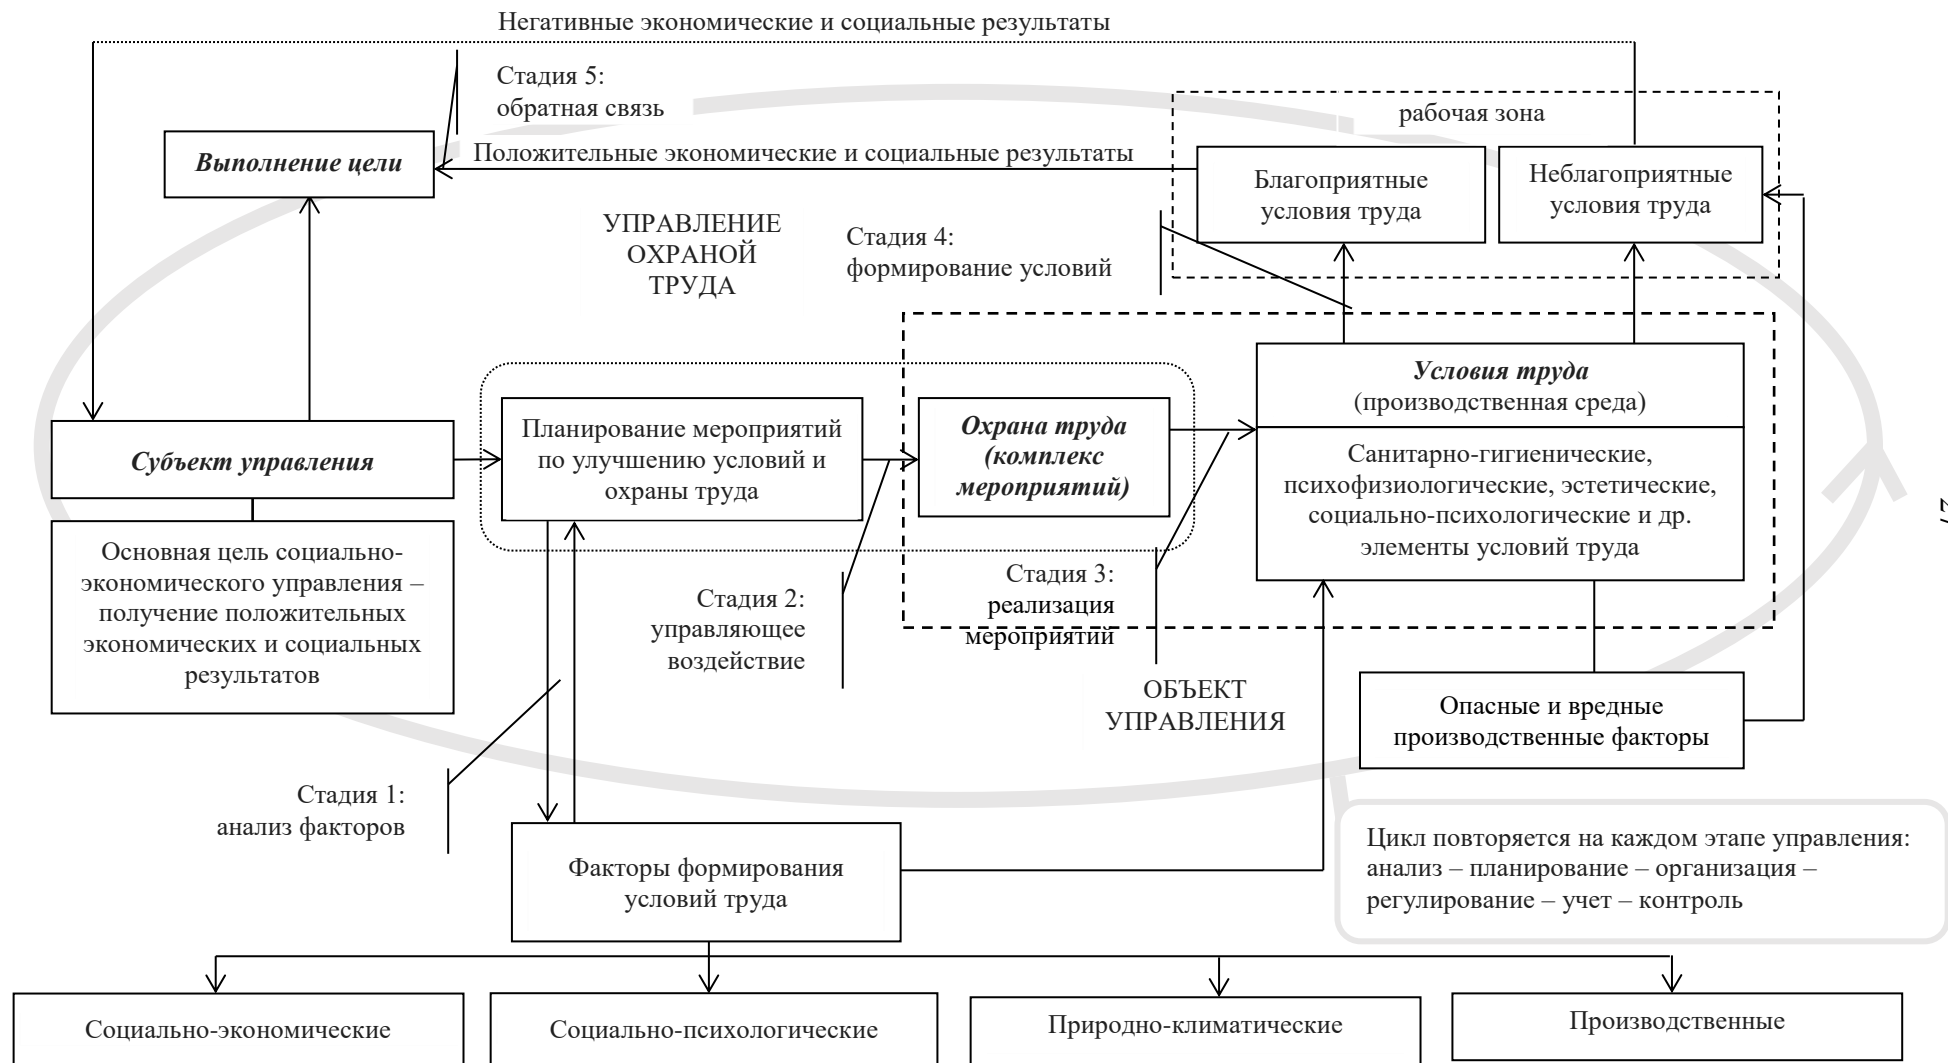 Негативные экономические и социальные результаты
Стадия 5:
обратная связь
рабочая зона
Выполнение цели
Положительные экономические и социальные результаты
Благоприятные
условия труда
Неблагоприятные
условия труда
УПРАВЛЕНИЕ
ОХРАНОЙ
ТРУДА
Стадия 4:
формирование условий
Условия труда
(производственная среда)
Субъект управления
Планирование мероприятий
по улучшению условий и
охраны труда
Охрана труда
(комплекс
мероприятий)
Санитарно-гигиенические,
психофизиологические, эстетические,
социально-психологические и др.
элементы условий труда
Основная цель социально-
экономического управления –
получение положительных
экономических и социальных
результатов
Стадия 2:
управляющее
воздействие
Стадия 3:
реализация
мероприятий
ОБЪЕКТ
УПРАВЛЕНИЯ
Опасные и вредные
производственные факторы
Стадия 1:
анализ факторов
Факторы формирования
условий труда
Цикл повторяется на каждом этапе управления:
анализ – планирование – организация –
регулирование – учет – контроль
Социально-экономические
Социально-психологические
Природно-климатические
Производственные